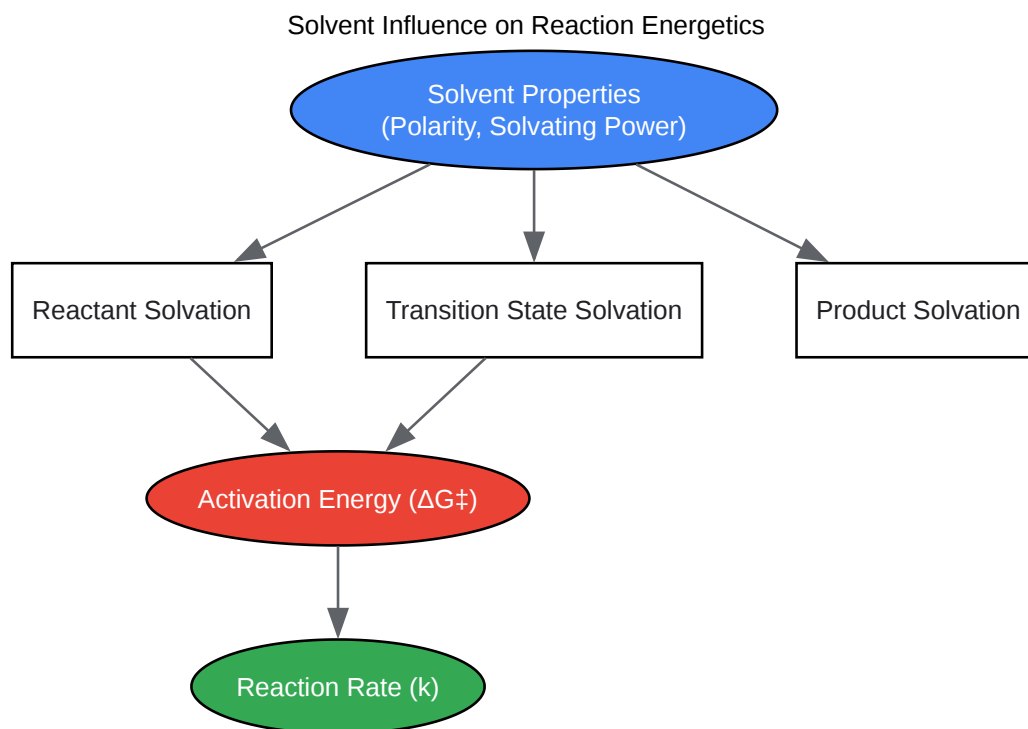 Solvent Influence on Reaction Energetics
Solvent Properties
(Polarity, Solvating Power)
Reactant Solvation
Transition State Solvation
Product Solvation
Activation Energy (ΔG‡)
Reaction Rate (k)